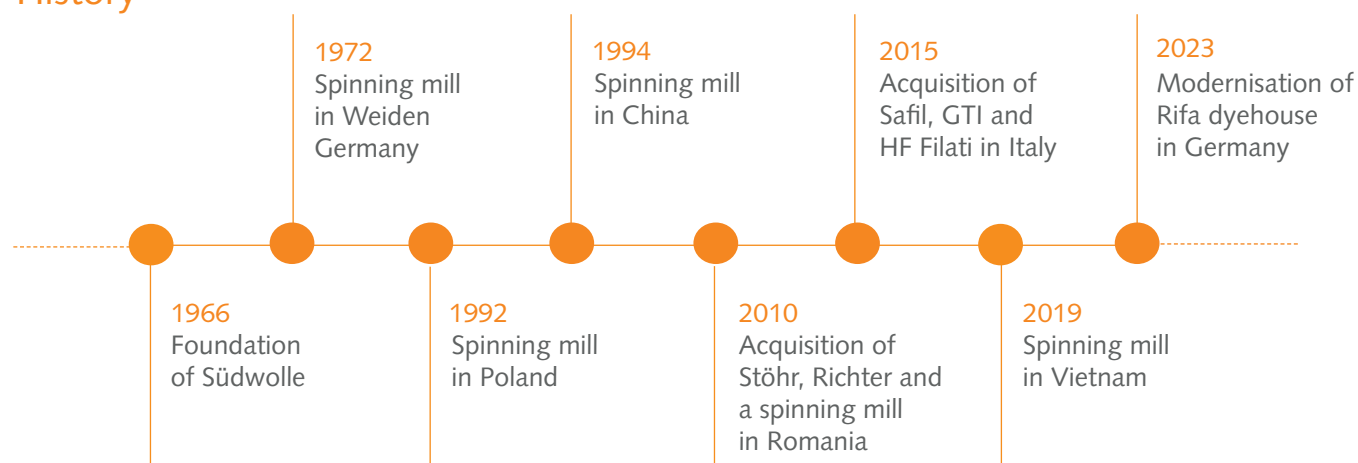 History
1972
Spinning mill
in Weiden
Germany
1994
Spinning mill
in China
2015
Acquisition of
Safil, GTI and
HF Filati in Italy
2023
Modernisation of
Rifa dyehouse
in Germany
1966
Foundation
of Südwolle
1992
Spinning mill
in Poland
2010
Acquisition of
Stöhr, Richter and
a spinning mill
in Romania
2019
Spinning mill
in Vietnam